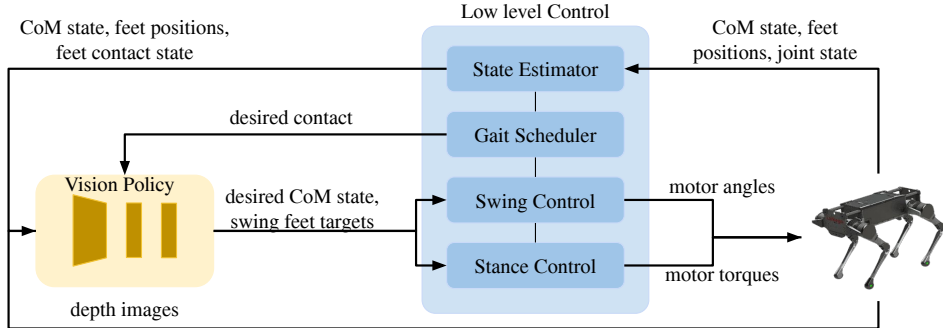 Low level Control
CoM state, feet positions,
feet contact state
CoM state, feet
positions, joint state
State Estimator
desired contact
Gait Scheduler
Vision Policy
desired CoM state,
swing feet targets
Swing Control
motor angles
Stance Control
motor torques
depth images